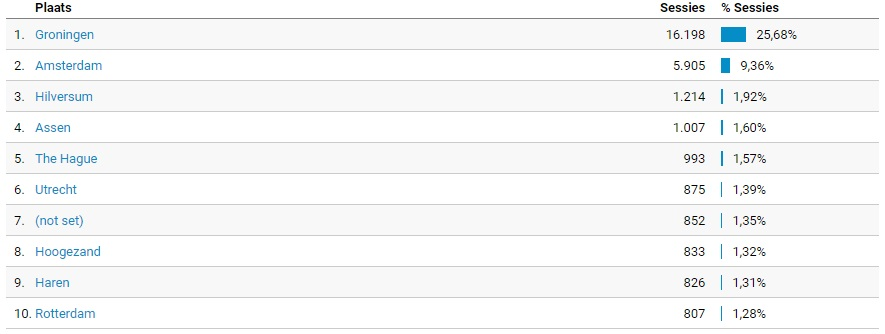 Plaats Sessies % Sessies
1. Groningen 16.198 25,68%
2. Amsterdam 5.905 9,36%
3. Hilversum 1.214 1,92%
4. Assen 1.007 1,60%
5. The Hague 993 1,57%
6. Utrecht 875 1,39%
7. (not set) 852 1,35%
8. Hoogezand 833 1,32%
9. Haren 826 1,31%
10. Rotterdam 807 1,28%